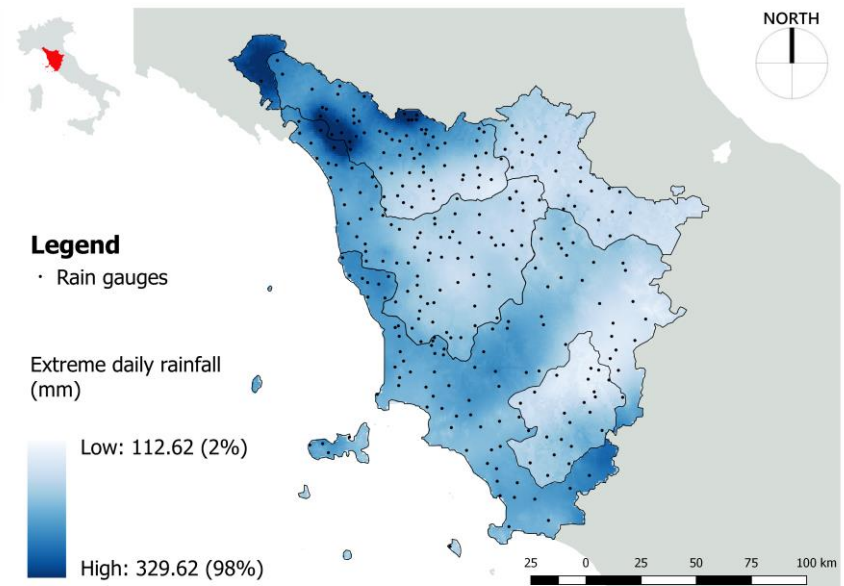 NORTH
Legend
· Rain gauges
Extreme daily rainfall
(mm)
Low: 112.62 (2%)
High: 329.62 (98%)
25 0 25 50 75 100 km